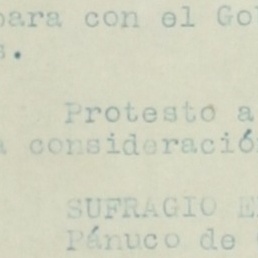 para con el Go
s.
Protesto a
consideració
SUFRAGIO E
Pánuco de